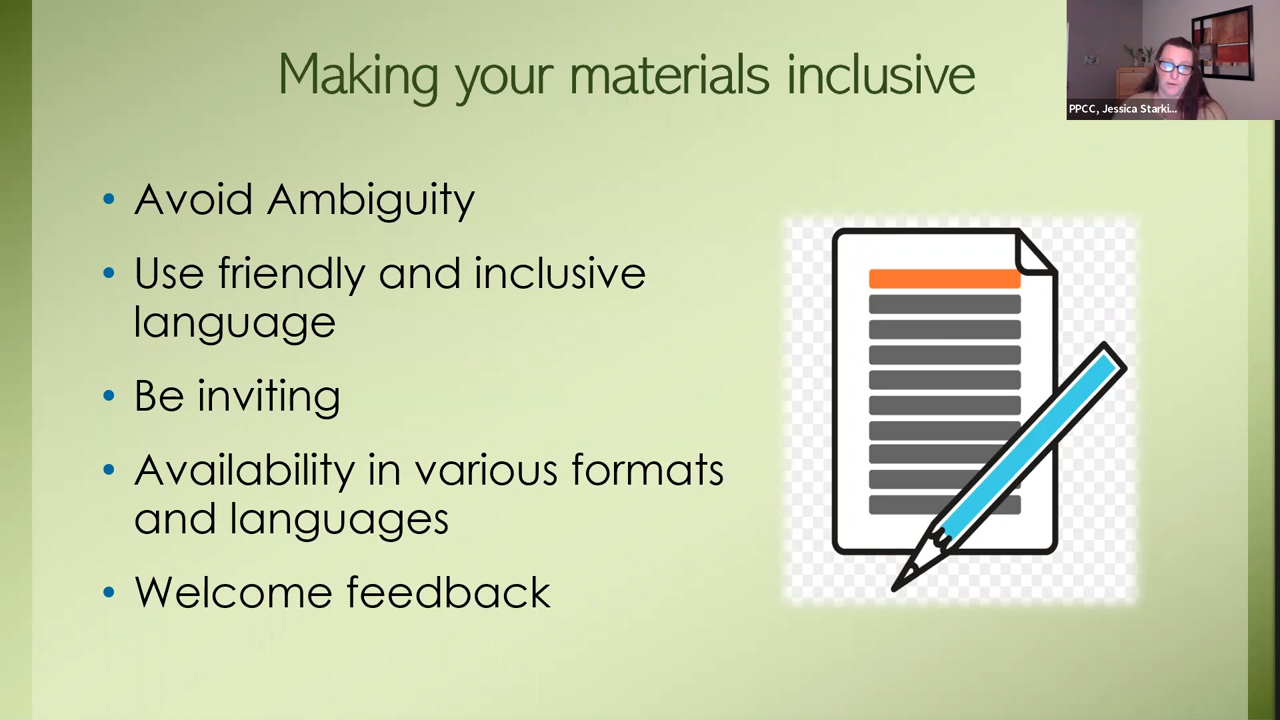 Making your materials inclusive
PPCC, Jessica Starki...
• Avoid Ambiguity
• Use friendly and inclusive
language
• Be inviting
• Availability in various formats
and languages
• Welcome feedback